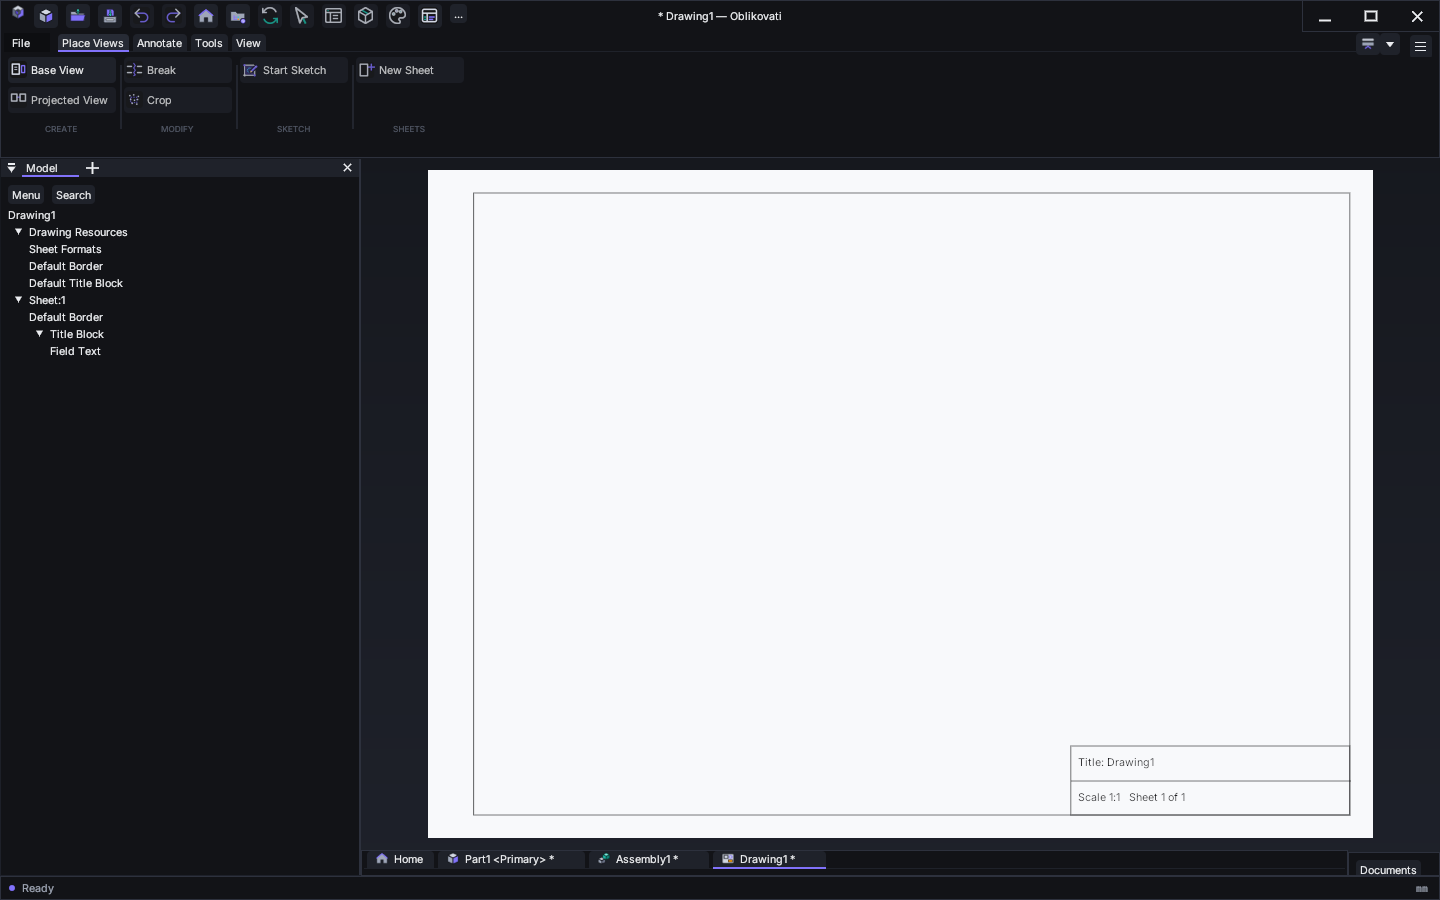 * Drawing1 — Oblikovati
File Place Views Annotate Tools View
Base View Break Start Sketch New Sheet
Projected View Crop
CREATE MODIFY SKETCH SHEETS
Model
Menu Search
Drawing1
Drawing Resources
Sheet Formats
Default Border
Default Title Block
Sheet:1
Default Border
Title Block
Field Text
Title: Drawing1
Scale 1:1 Sheet 1 of 1
Home Part1 <Primary> * Assembly1 * Drawing1 *
Documents
Ready mm